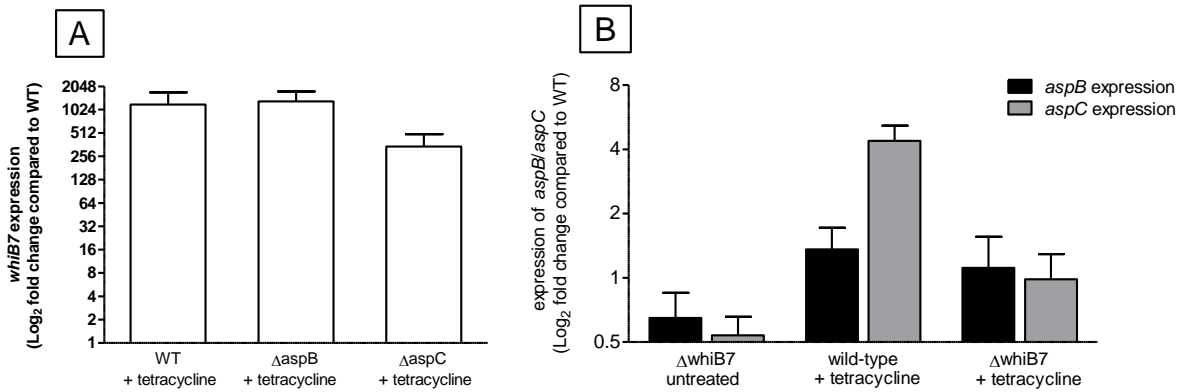 A
whiB7 expression
(Log₂ fold change compared to WT)
2048
1024
512
256
128
64
32
16
8
4
2
1
WT
+ tetracycline
ΔaspB
+ tetracycline
ΔaspC
+ tetracycline
B
expression of aspB/aspC
(Log₂ fold change compared to WT)
8
4
2
1
0.5
aspB expression
aspC expression
ΔwhiB7
untreated
wild-type
+ tetracycline
ΔwhiB7
+ tetracycline